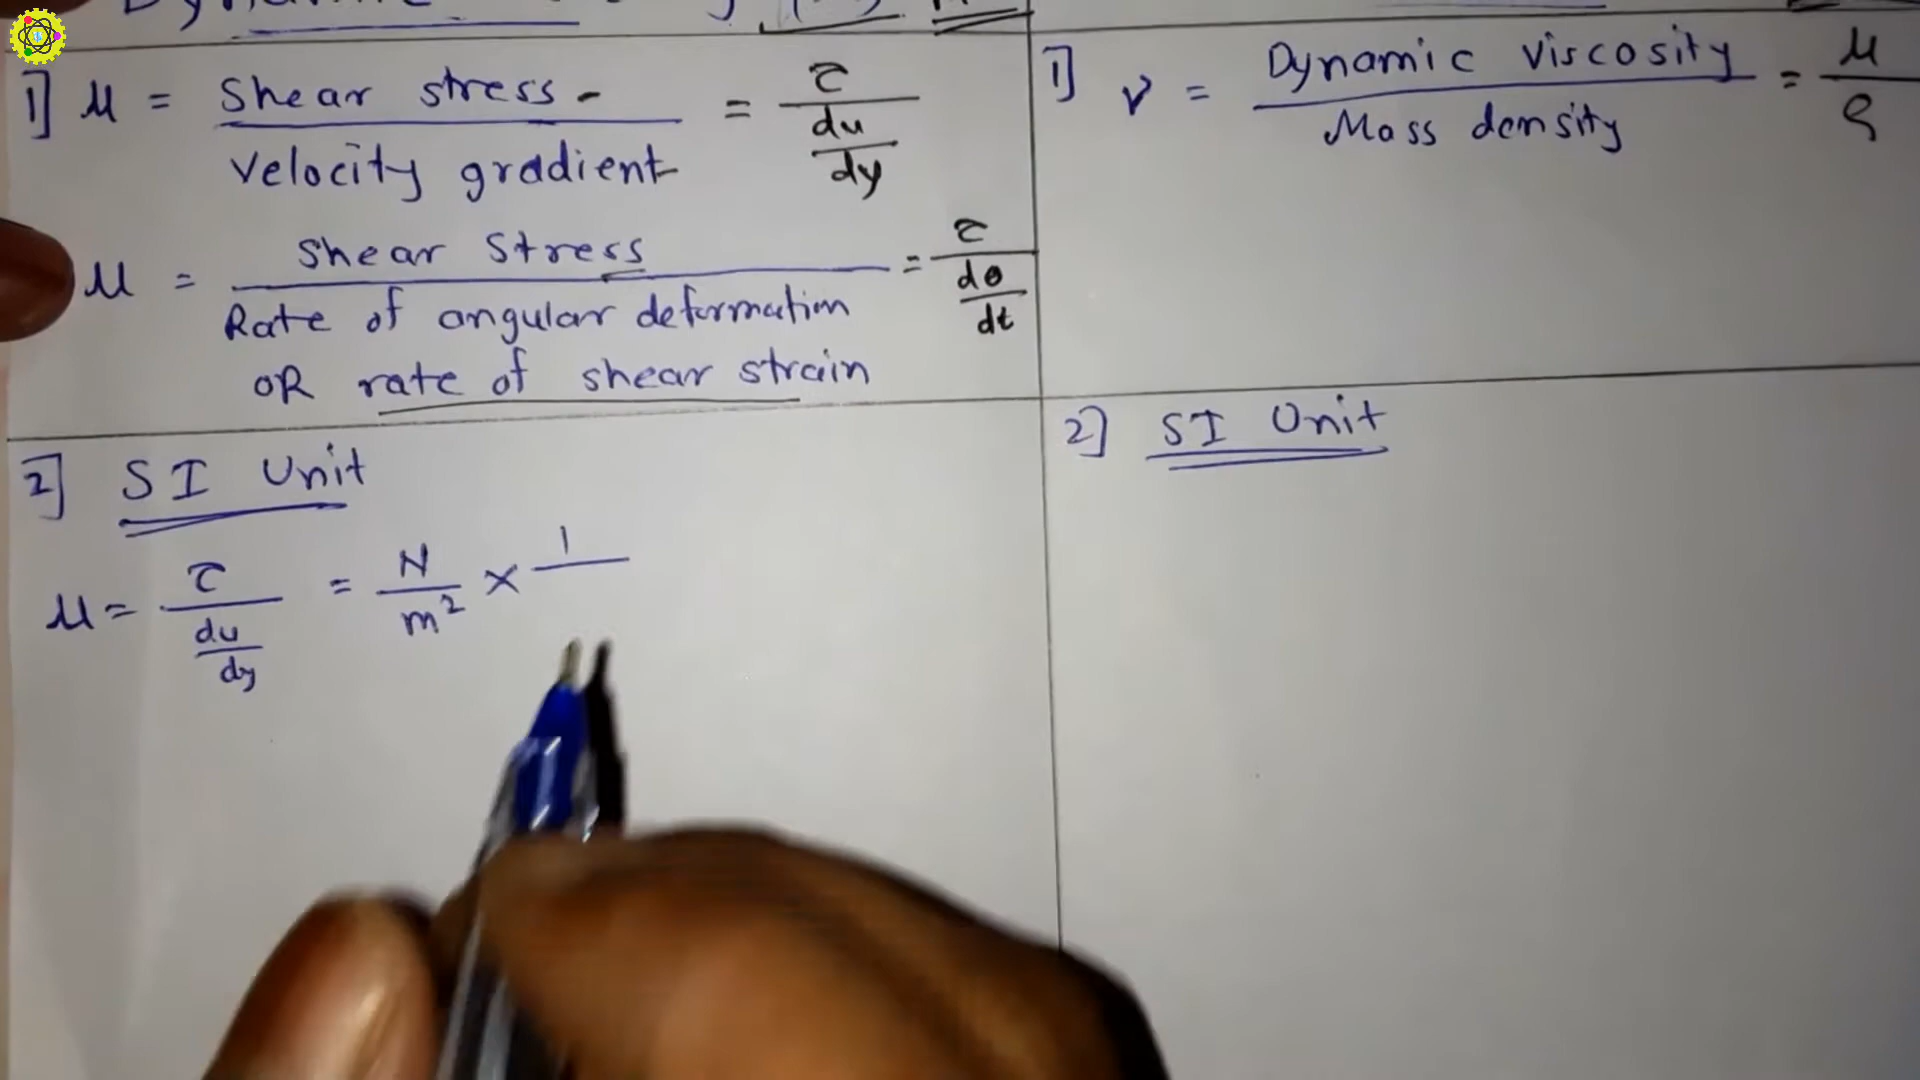 Dynamic
1] μ = Shear stress / Velocity gradient = τ / du/dy
μ = Shear Stress / Rate of angular deformation OR rate of shear strain = τ / dθ/dt
2] SI Unit
μ = τ / du/dy = N/m² × 1/
1] ν = Dynamic Viscosity / Mass density = μ/ρ
2] SI Unit